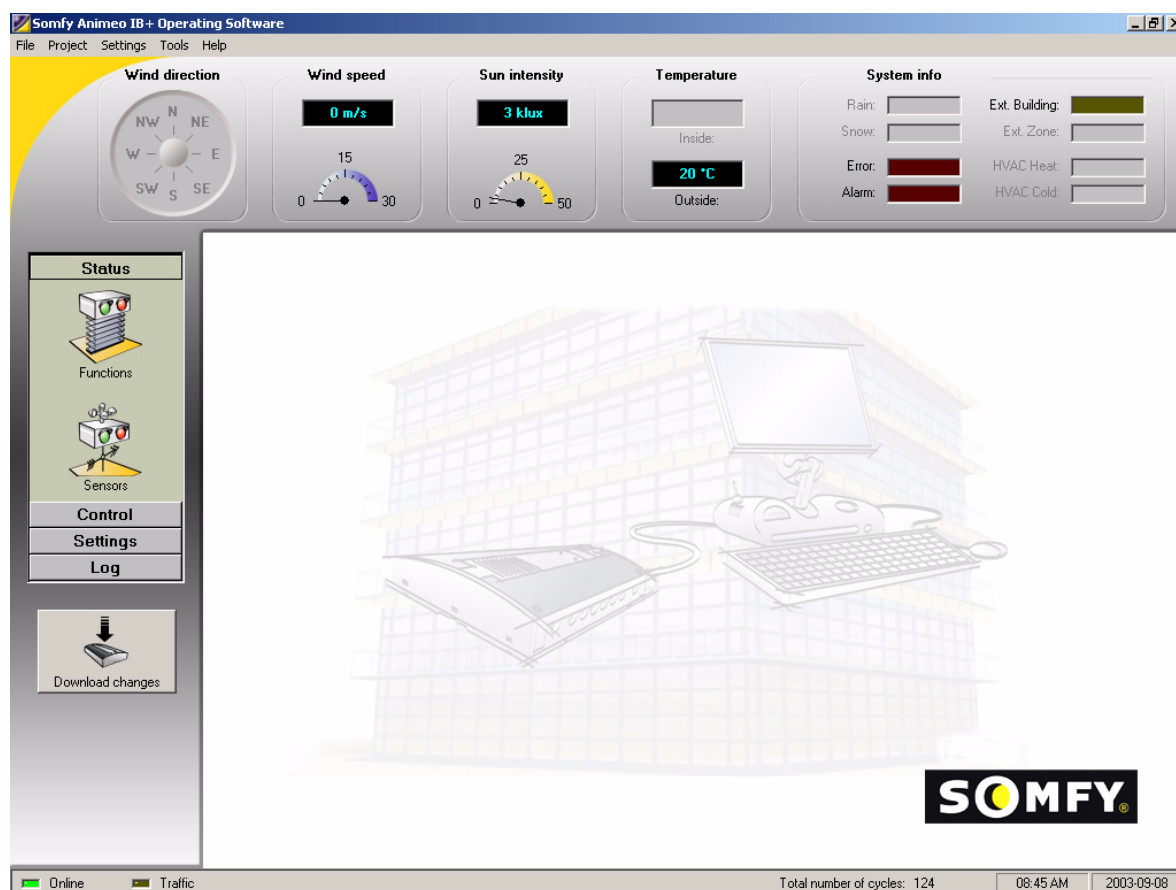 Somfy Animeo IB+ Operating Software
File Project Settings Tools Help
Wind direction
N
NW NE
W E
SW SE
S
Wind speed
0 m/s
15
0 30
Sun intensity
3 klux
25
0 50
Temperature
Inside:
20 °C
Outside:
System info
Rain: Ext. Building:
Snow: Ext. Zone:
Error: HVAC Heat:
Alarm: HVAC Cold:
Status
Functions
Sensors
Control
Settings
Log
Download changes
SOMFY®
Online Traffic Total number of cycles: 124 08:45 AM 2003-09-08